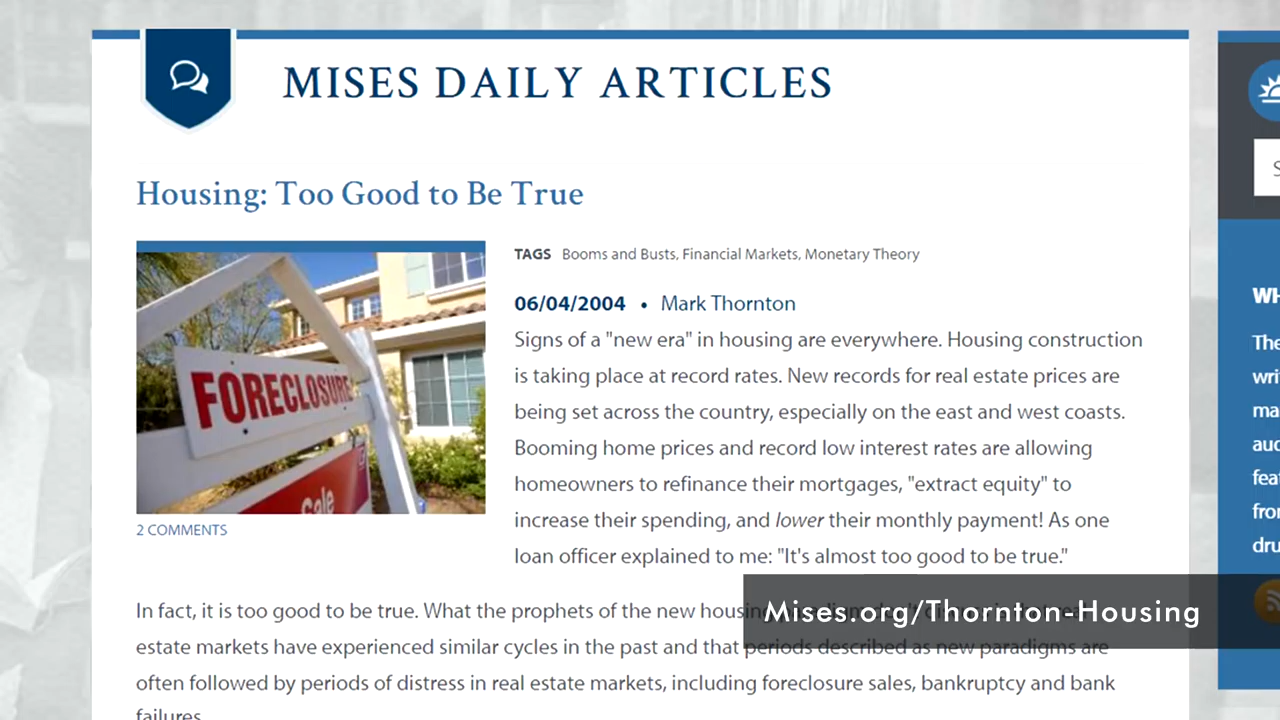 MISES DAILY ARTICLES
Housing: Too Good to Be True
FORECLOSURE
Sale
2 COMMENTS
TAGS Booms and Busts, Financial Markets, Monetary Theory
06/04/2004 • Mark Thornton
Signs of a "new era" in housing are everywhere. Housing construction
is taking place at record rates. New records for real estate prices are
being set across the country, especially on the east and west coasts.
Booming home prices and record low interest rates are allowing
homeowners to refinance their mortgages, "extract equity" to
increase their spending, and lower their monthly payment! As one
loan officer explained to me: "It's almost too good to be true."
In fact, it is too good to be true. What the prophets of the new housing
estate markets have experienced similar cycles in the past and that periods described as new paradigms are
often followed by periods of distress in real estate markets, including foreclosure sales, bankruptcy and bank
failures.
Mises.org/Thornton-Housing
The